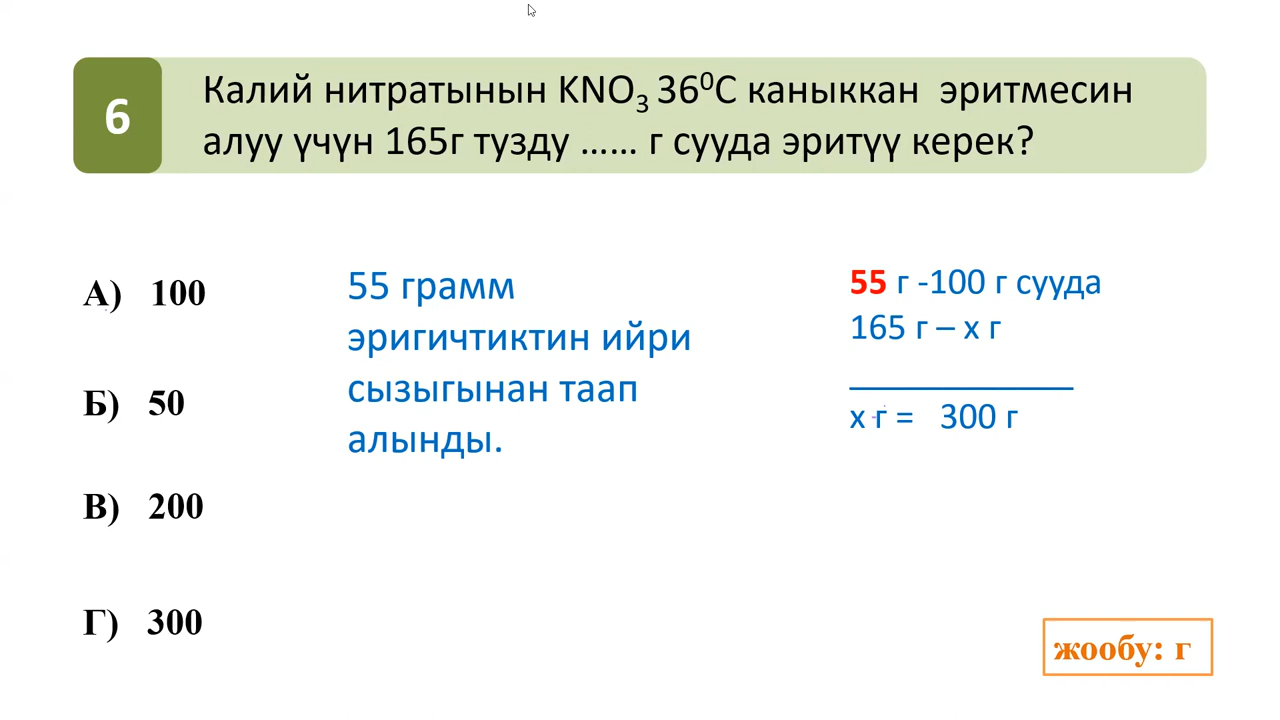 6
Калий нитратынын KNO₃ 36⁰С каныккан эритмесин
алуу үчүн 165г тузду …… г сууда эритүү керек?
А) 100
Б) 50
В) 200
Г) 300
55 грамм
эригичтиктин ийри
сызыгынан таап
алынды.
55 г -100 г сууда
165 г – х г
х г = 300 г
жообу: г